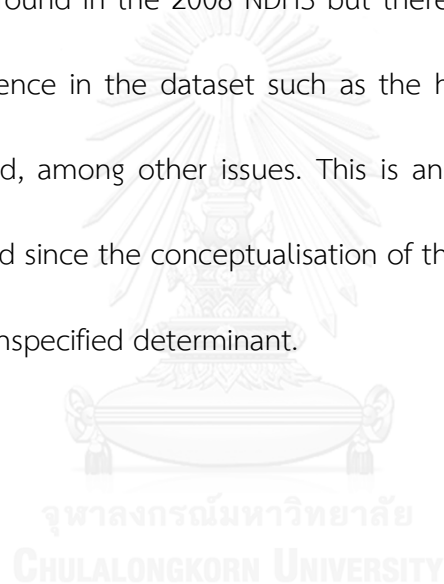 ound in the 2008 NDHS but there
ence in the dataset such as the h
d, among other issues. This is an
d since the conceptualisation of th
nspecified determinant.
จุฬาลงกรณ์มหาวิทยาลัย
CHULALONGKORN UNIVERSITY